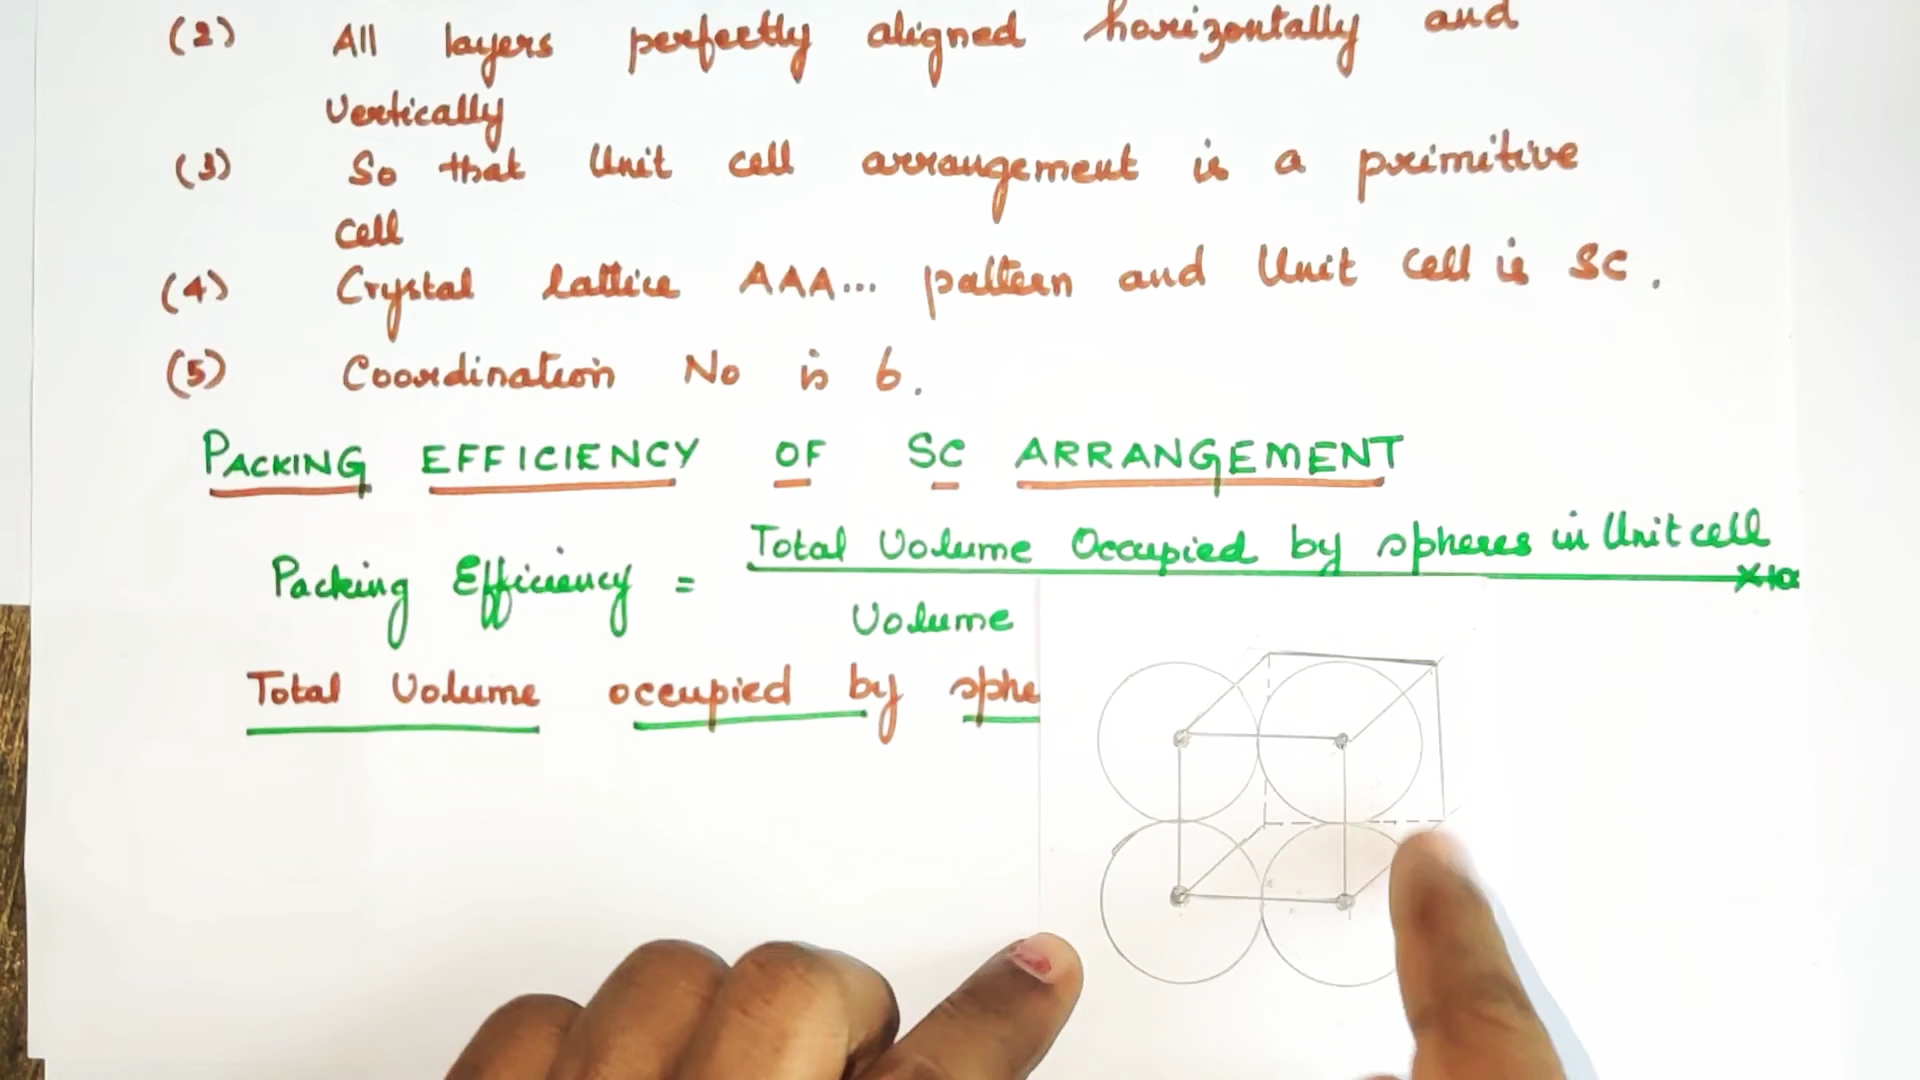 (2) All layers perfectly aligned horizontally and
Vertically
(3) So that Unit cell arrangement is a primitive
Cell
(4) Crystal lattice AAA... pattern and Unit cell is SC.
(5) Coordination No is 6.
PACKING EFFICIENCY OF SC ARRANGEMENT
Total Volume Occupied by spheres in Unit cell
Packing Efficiency =
Volume
Total Volume occupied by